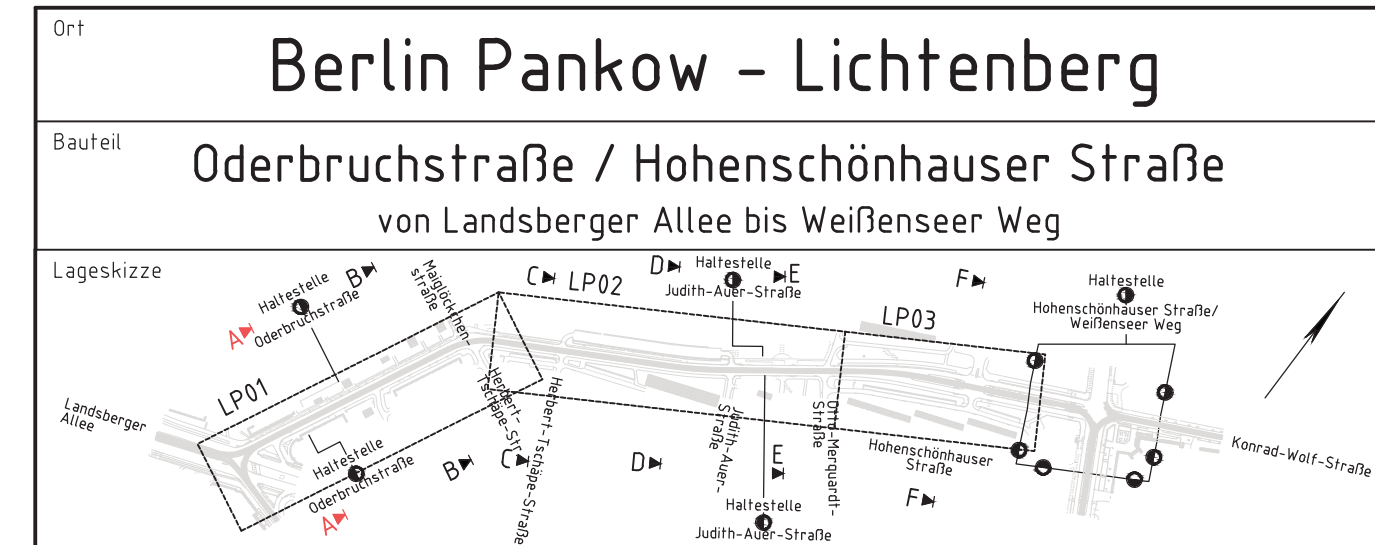 Ort
Berlin Pankow - Lichtenberg
Bauteil
Oderbruchstraße / Hohenschönhauser Straße
von Landsberger Allee bis Weißenseer Weg
Lageskizze
A
Haltestelle
Oderbruchstraße
B
Maiglöckchen-
straße
C
LP02
D
Haltestelle
Judith-Auer-Straße
E
LP03
F
Haltestelle
Hohenschönhauser Straße/
Weißenseer Weg
LP01
Landsberger
Allee
Haltestelle
Oderbruchstraße
A
B
Herbert-
Tschäpe-Str.
C
Herbert-Tschäpe-Straße
D
Judith-Auer-
Straße
E
Haltestelle
Judith-Auer-Straße
Otto-Merquardt-
Straße
Hohenschönhauser
Straße
F
Konrad-Wolf-Straße